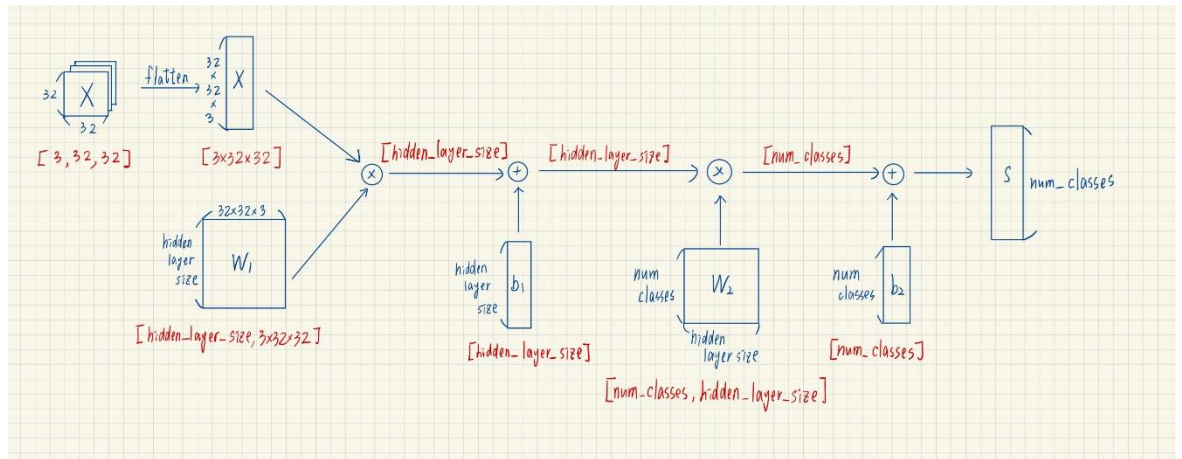 32
X
32
[3,32,32]
flatten
32
×
32
×
3
X
[3×32×32]
32×32×3
hidden
layer
size
W₁
[hidden_layer_size, 3×32×32]
×
[hidden_layer_size]
+
hidden
layer
size
b₁
[hidden_layer_size]
[hidden_layer_size]
×
num
classes
W₂
hidden
layer size
[num_classes, hidden_layer_size]
[num_classes]
+
num
classes
b₂
[num_classes]
S
num_classes